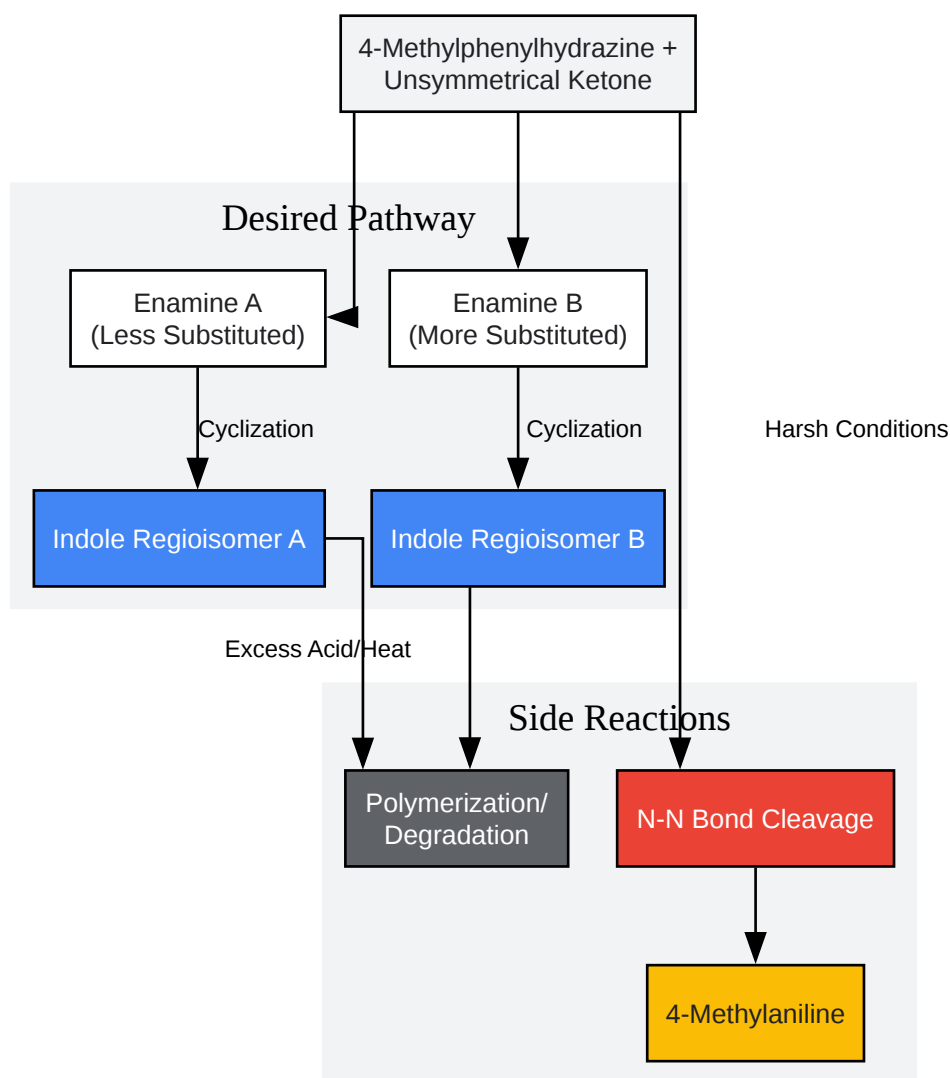 4-Methylphenylhydrazine +
Unsymmetrical Ketone
Desired Pathway
Enamine A
(Less Substituted)
Enamine B
(More Substituted)
Cyclization
Cyclization
Harsh Conditions
Indole Regioisomer A
Indole Regioisomer B
Excess Acid/Heat
Side Reactions
Polymerization/
Degradation
N-N Bond Cleavage
4-Methylaniline